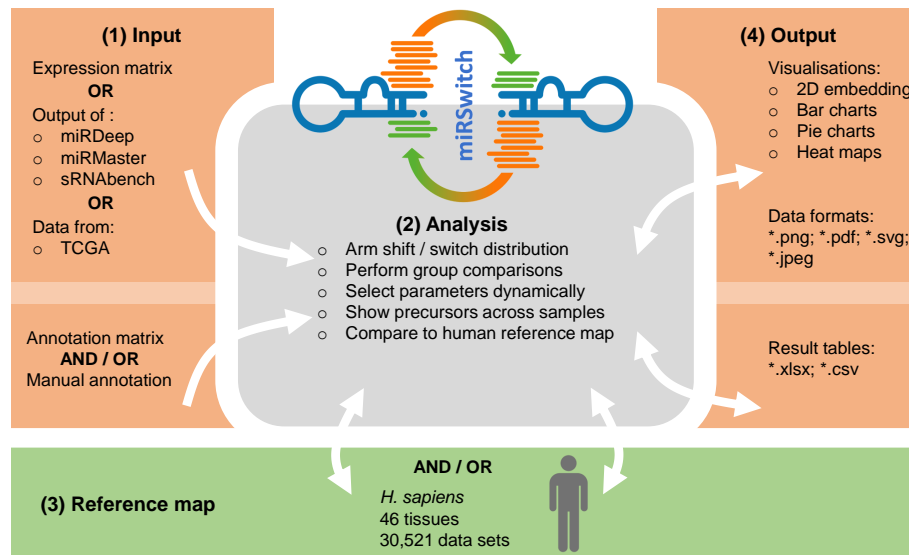 (1) Input
Expression matrix
OR
Output of :
o miRDeep
o miRMaster
o sRNAbench
OR
Data from:
o TCGA
Annotation matrix
AND / OR
Manual annotation
miRSwitch
(2) Analysis
o Arm shift / switch distribution
o Perform group comparisons
o Select parameters dynamically
o Show precursors across samples
o Compare to human reference map
(4) Output
Visualisations:
o 2D embedding
o Bar charts
o Pie charts
o Heat maps
Data formats:
*.png; *.pdf; *.svg;
*.jpeg
Result tables:
*.xlsx; *.csv
(3) Reference map
AND / OR
H. sapiens
46 tissues
30,521 data sets